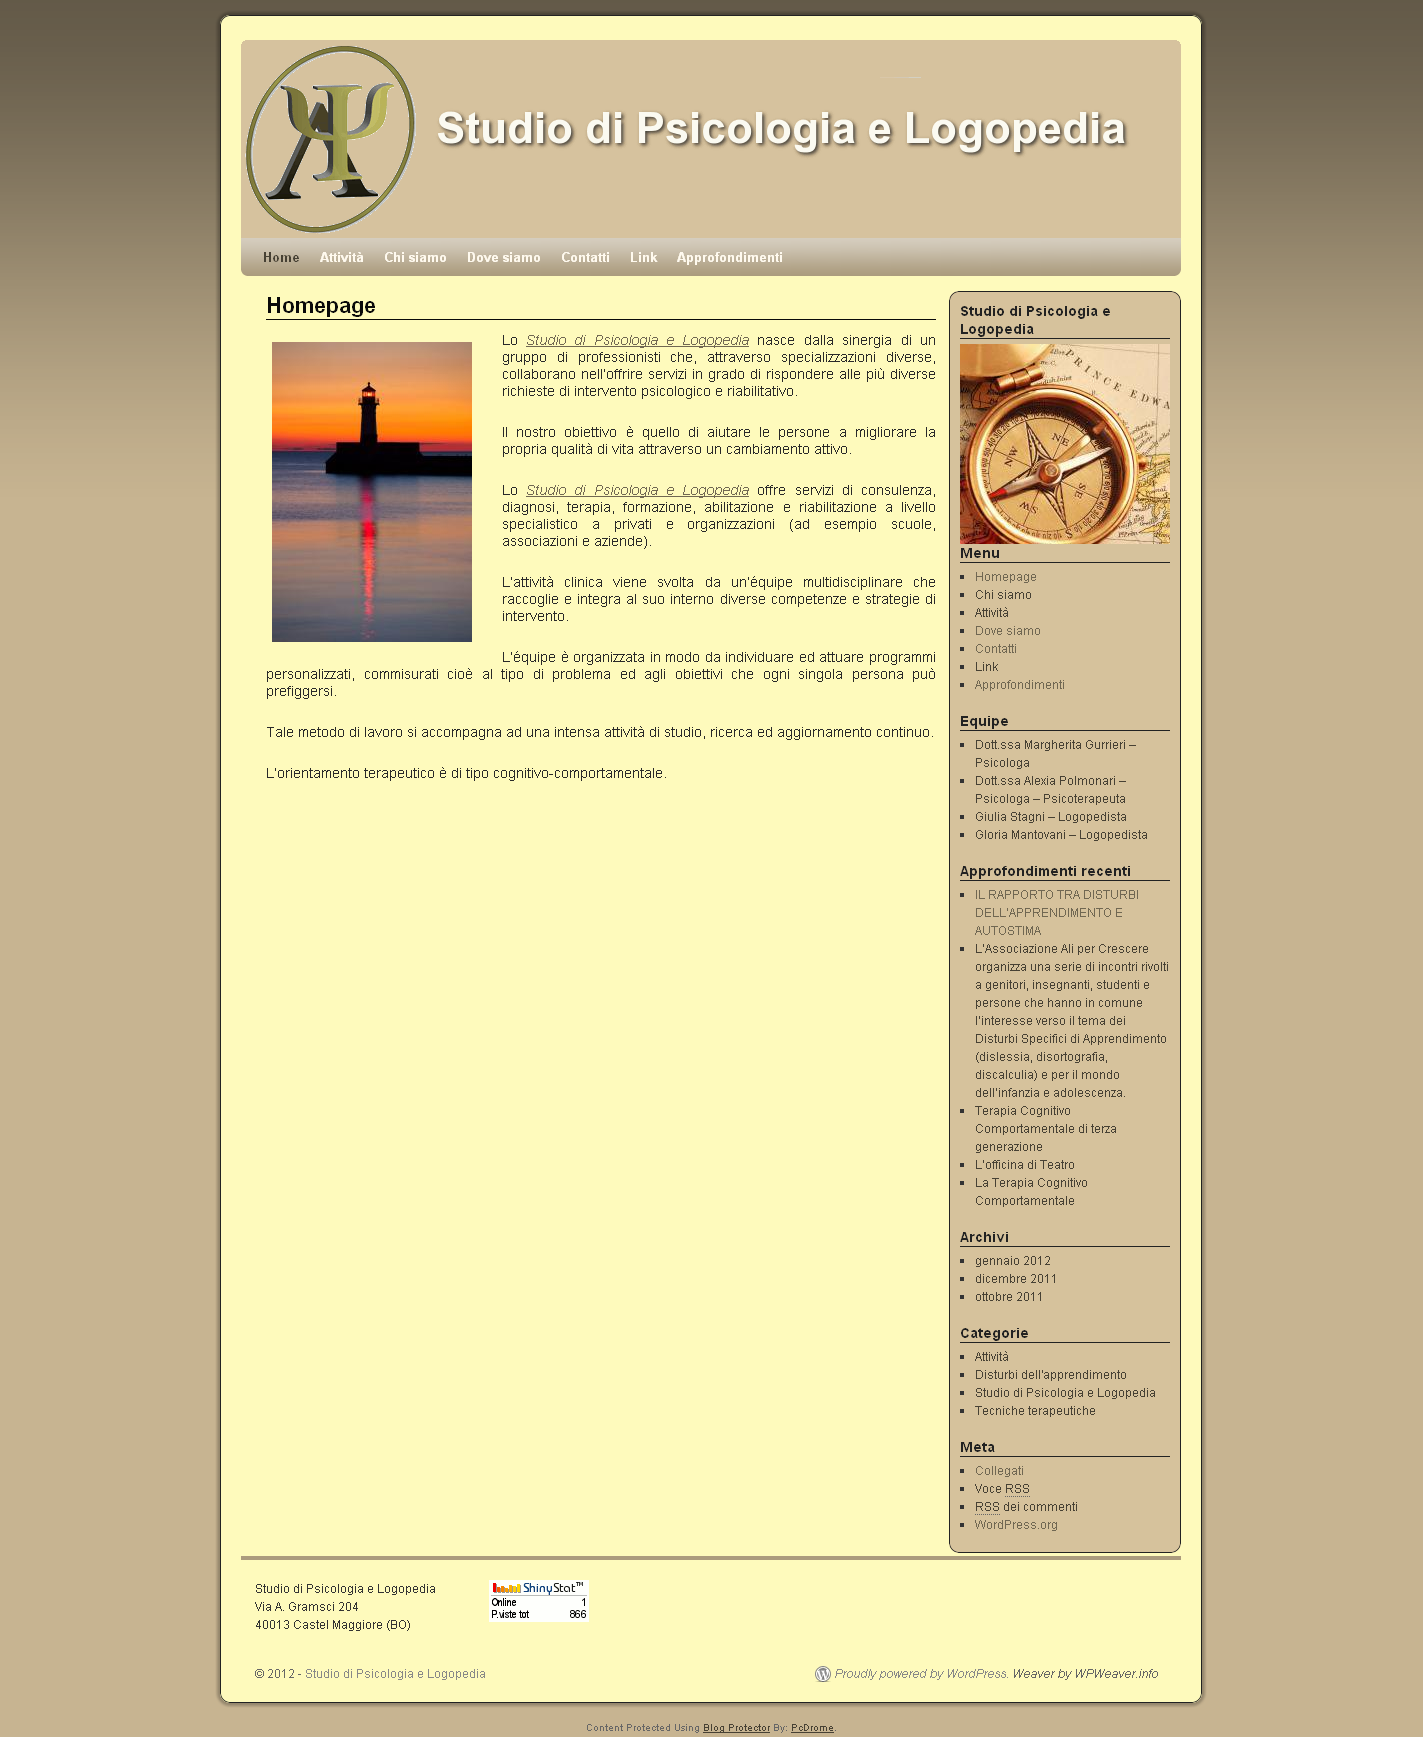 Studio di Psicologia e Logopedia
Home Attività Chi siamo Dove siamo Contatti Link Approfondimenti
Homepage
Lo Studio di Psicologia e Logopedia nasce dalla sinergia di un
gruppo di professionisti che, attraverso specializzazioni diverse,
collaborano nell'offrire servizi in grado di rispondere alle più diverse
richieste di intervento psicologico e riabilitativo.
Il nostro obiettivo è quello di aiutare le persone a migliorare la
propria qualità di vita attraverso un cambiamento attivo.
Lo Studio di Psicologia e Logopedia offre servizi di consulenza,
diagnosi, terapia, formazione, abilitazione e riabilitazione a livello
specialistico a privati e organizzazioni (ad esempio scuole,
associazioni e aziende).
L'attività clinica viene svolta da un'équipe multidisciplinare che
raccoglie e integra al suo interno diverse competenze e strategie di
intervento.
L'équipe è organizzata in modo da individuare ed attuare programmi
personalizzati, commisurati cioè al tipo di problema ed agli obiettivi che ogni singola persona può
prefiggersi.
Tale metodo di lavoro si accompagna ad una intensa attività di studio, ricerca ed aggiornamento continuo.
L'orientamento terapeutico è di tipo cognitivo-comportamentale.
Studio di Psicologia e
Logopedia
PRINCE EDWA
NE
NW
SE
SW
Menu
Homepage
Chi siamo
Attività
Dove siamo
Contatti
Link
Approfondimenti
Equipe
Dott.ssa Margherita Gurrieri –
Psicologa
Dott.ssa Alexia Polmonari –
Psicologa – Psicoterapeuta
Giulia Stagni – Logopedista
Gloria Mantovani – Logopedista
Approfondimenti recenti
IL RAPPORTO TRA DISTURBI
DELL'APPRENDIMENTO E
AUTOSTIMA
L'Associazione Ali per Crescere
organizza una serie di incontri rivolti
a genitori, insegnanti, studenti e
persone che hanno in comune
l'interesse verso il tema dei
Disturbi Specifici di Apprendimento
(dislessia, disortografia,
discalculia) e per il mondo
dell'infanzia e adolescenza.
Terapia Cognitivo
Comportamentale di terza
generazione
L'officina di Teatro
La Terapia Cognitivo
Comportamentale
Archivi
gennaio 2012
dicembre 2011
ottobre 2011
Categorie
Attività
Disturbi dell'apprendimento
Studio di Psicologia e Logopedia
Tecniche terapeutiche
Meta
Collegati
Voce RSS
RSS dei commenti
WordPress.org
Studio di Psicologia e Logopedia
Via A. Gramsci 204
40013 Castel Maggiore (BO)
ShinyStat™
Online 1
P.viste tot 866
© 2012 - Studio di Psicologia e Logopedia
Proudly powered by WordPress. Weaver by WPWeaver.info
Content Protected Using Blog Protector By: PcDrome.